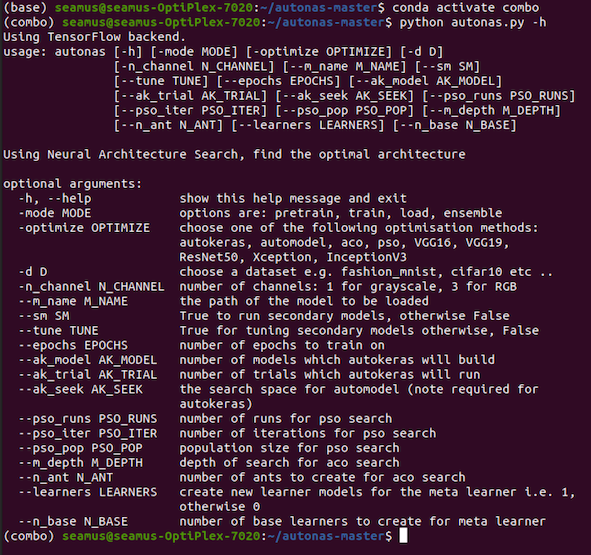 (base) seamus@seamus-OptiPlex-7020:~/autonas-master$ conda activate combo
(combo) seamus@seamus-OptiPlex-7020:~/autonas-master$ python autonas.py -h
Using TensorFlow backend.
usage: autonas [-h] [-mode MODE] [-optimize OPTIMIZE] [-d D]
[-n_channel N_CHANNEL] [--m_name M_NAME] [--sm SM]
[--tune TUNE] [--epochs EPOCHS] [--ak_model AK_MODEL]
[--ak_trial AK_TRIAL] [--ak_seek AK_SEEK] [--pso_runs PSO_RUNS]
[--pso_iter PSO_ITER] [--pso_pop PSO_POP] [--m_depth M_DEPTH]
[--n_ant N_ANT] [--learners LEARNERS] [--n_base N_BASE]
Using Neural Architecture Search, find the optimal architecture
optional arguments:
-h, --help show this help message and exit
-mode MODE options are: pretrain, train, load, ensemble
-optimize OPTIMIZE choose one of the following optimisation methods:
autokeras, automodel, aco, pso, VGG16, VGG19,
ResNet50, Xception, InceptionV3
-d D choose a dataset e.g. fashion_mnist, cifar10 etc ..
-n_channel N_CHANNEL number of channels: 1 for grayscale, 3 for RGB
--m_name M_NAME the path of the model to be loaded
--sm SM True to run secondary models, otherwise False
--tune TUNE True for tuning secondary models otherwise, False
--epochs EPOCHS number of epochs to train on
--ak_model AK_MODEL number of models which autokeras will build
--ak_trial AK_TRIAL number of trials which autokeras will run
--ak_seek AK_SEEK the search space for automodel (note required for
autokeras)
--pso_runs PSO_RUNS number of runs for pso search
--pso_iter PSO_ITER number of iterations for pso search
--pso_pop PSO_POP population size for pso search
--m_depth M_DEPTH depth of search for aco search
--n_ant N_ANT number of ants to create for aco search
--learners LEARNERS create new learner models for the meta learner i.e. 1,
otherwise 0
--n_base N_BASE number of base learners to create for meta learner
(combo) seamus@seamus-OptiPlex-7020:~/autonas-master$